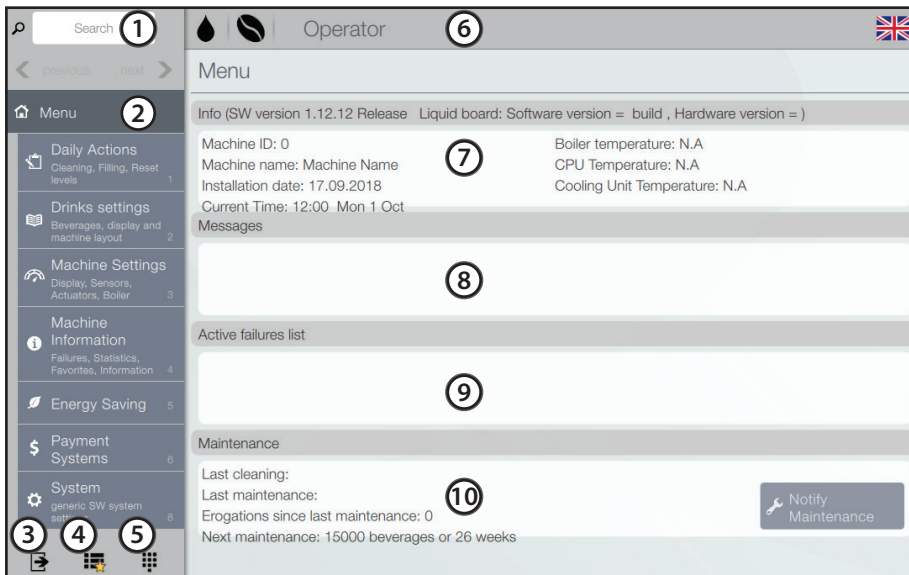 Search 1
previous next
Menu 2
Daily Actions
Cleaning, Filling, Reset
levels 1
Drinks settings
Beverages, display and
machine layout 2
Machine Settings
Display, Sensors,
Actuators, Boiler 3
Machine
Information
Failures, Statistics,
Favorites, Information 4
Energy Saving 5
Payment
Systems 6
System
generic SW system
8
3 4 5
Operator 6
Menu
Info (SW version 1.12.12 Release Liquid board: Software version = build , Hardware version = )
Machine ID: 0
Machine name: Machine Name
Installation date: 17.09.2018
Current Time: 12:00 Mon 1 Oct
7
Boiler temperature: N.A
CPU Temperature: N.A
Cooling Unit Temperature: N.A
Messages
8
Active failures list
9
Maintenance
Last cleaning:
Last maintenance:
Erogations since last maintenance: 0
Next maintenance: 15000 beverages or 26 weeks
10
Notify
Maintenance